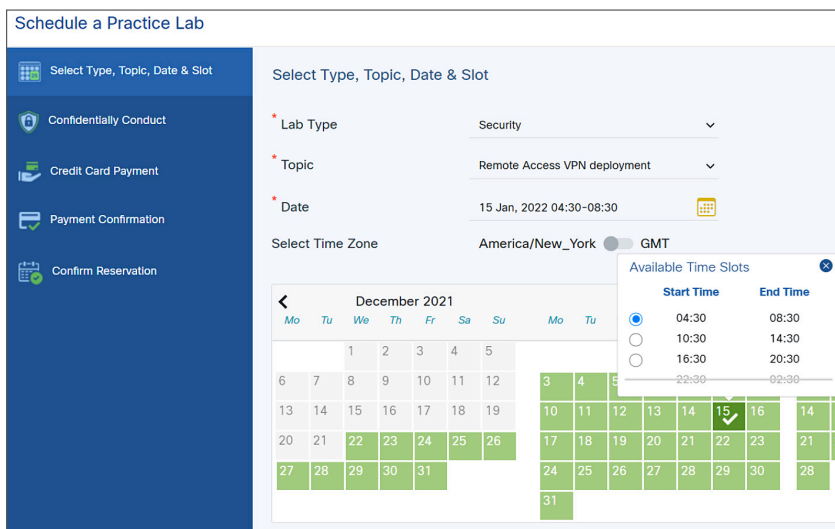 Schedule a Practice Lab
Select Type, Topic, Date & Slot
Confidentially Conduct
Credit Card Payment
Payment Confirmation
Confirm Reservation
Select Type, Topic, Date & Slot
* Lab Type Security
* Topic Remote Access VPN deployment
* Date 15 Jan, 2022 04:30-08:30
Select Time Zone America/New_York GMT
Available Time Slots
Start Time End Time
04:30 08:30
10:30 14:30
16:30 20:30
22:30 02:30
December 2021
Mo Tu We Th Fr Sa Su
1 2 3 4 5
6 7 8 9 10 11 12
13 14 15 16 17 18 19
20 21 22 23 24 25 26
27 28 29 30 31
Mo Tu
3 4 5
10 11 12 13 14 15 16
17 18 19 20 21 22 23
24 25 26 27 28 29 30
31
14
21
28